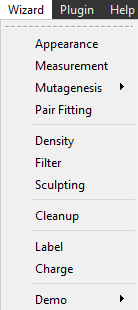 Wizard Plugin Help
Appearance
Measurement
Mutagenesis
Pair Fitting
Density
Filter
Sculpting
Cleanup
Label
Charge
Demo